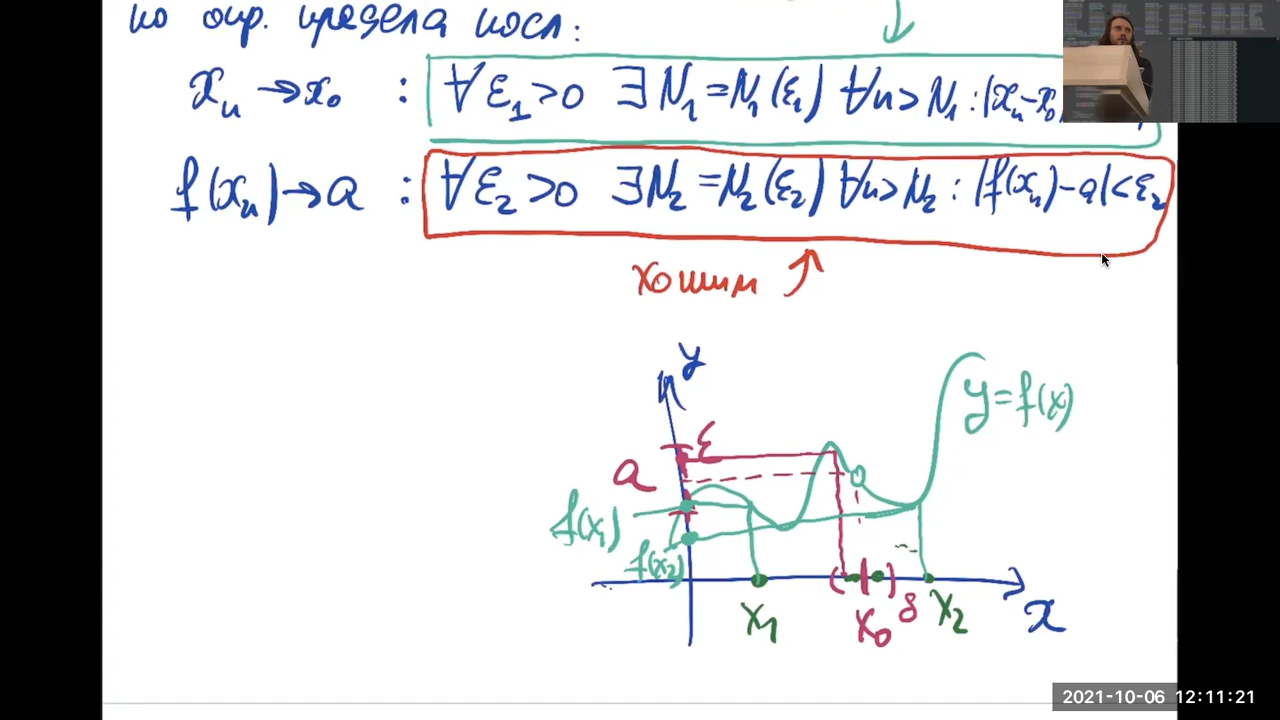 по опр. предела посл:
xₙ → x₀ : ∀ε₁>0 ∃N₁=N₁(ε₁) ∀n>N₁ : |xₙ-x₀
f(xₙ)→a : ∀ε₂>0 ∃N₂=N₂(ε₂) ∀n>N₂ : |f(xₙ)-a|<ε₂
хотим
y
y=f(x)
ε
a
f(x₁)
f(x₂)
x₁
x₀
δ
x₂
x
2021-10-06 12:11:21